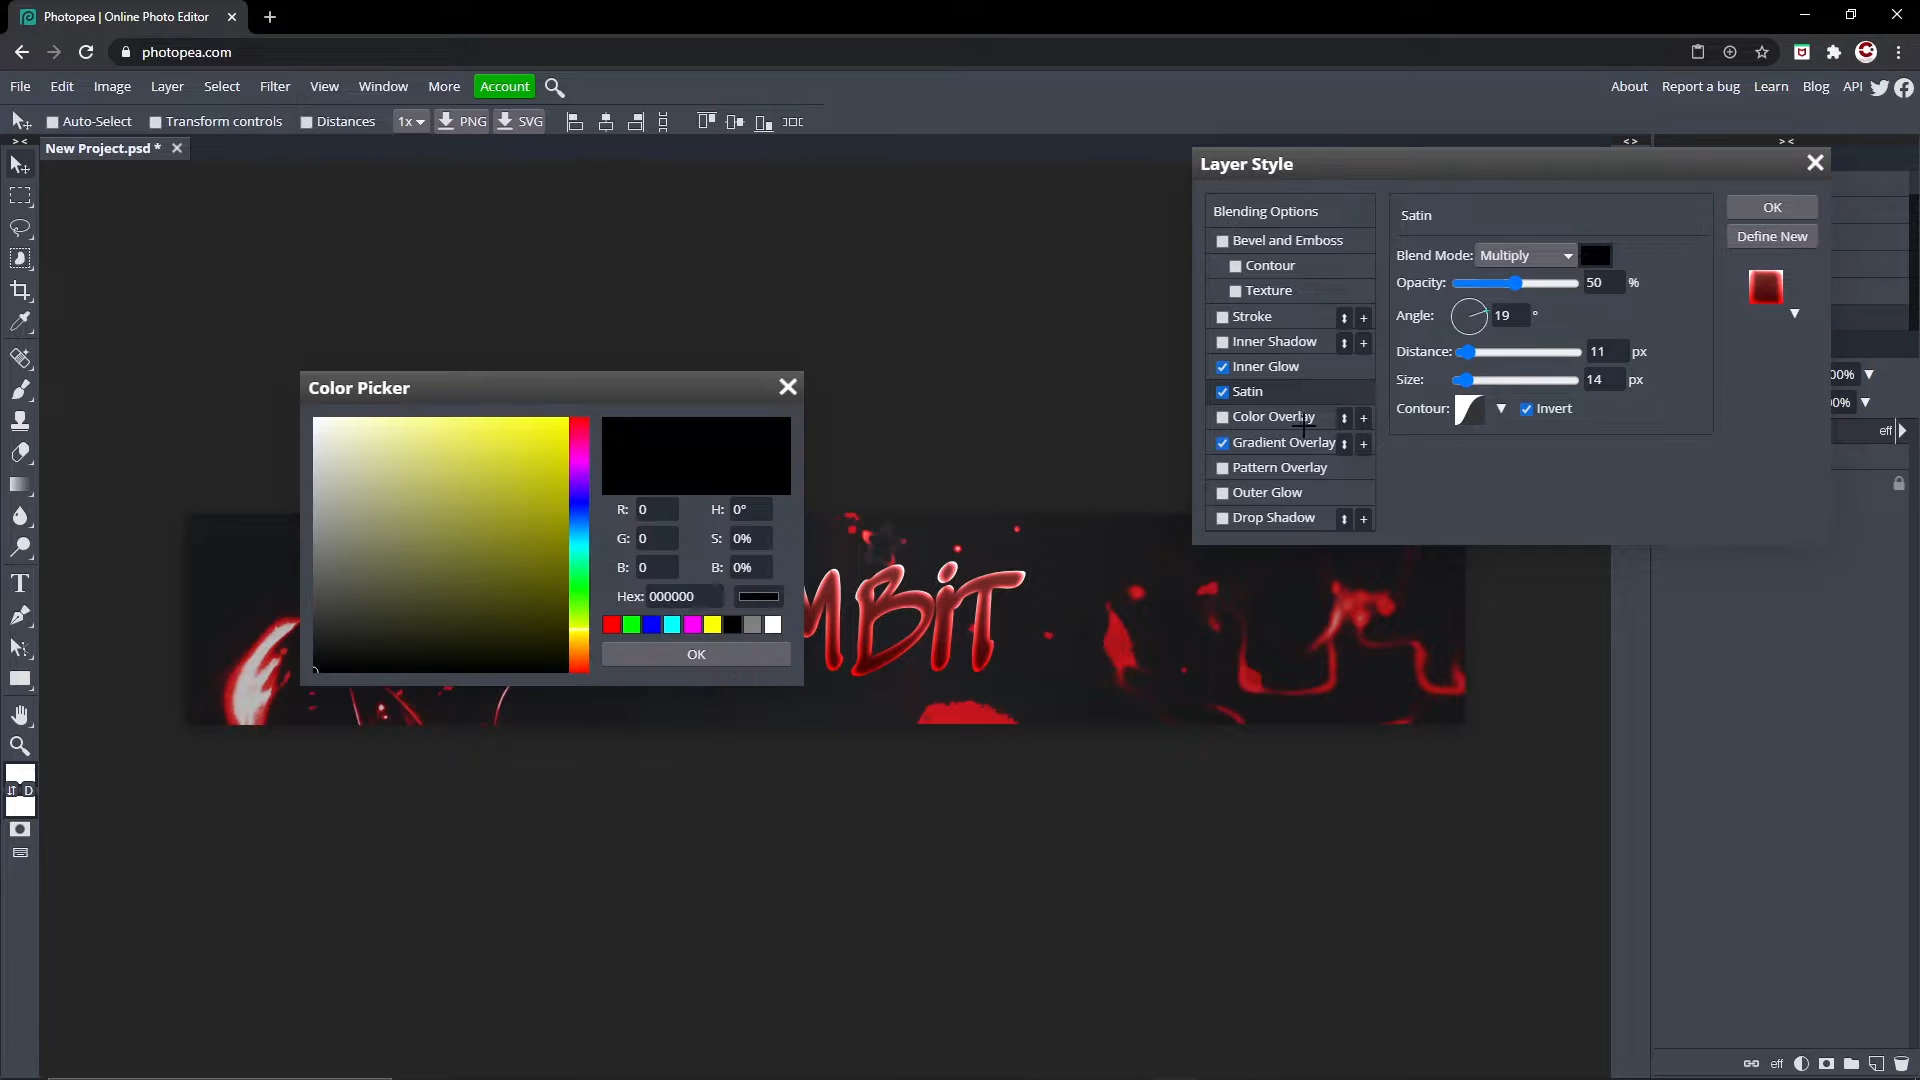 Photopea | Online Photo Editor
photopea.com
File Edit Image Layer Select Filter View Window More Account
About Report a bug Learn Blog API
Auto-Select Transform controls Distances 1x PNG SVG
New Project.psd *
Layer Style
Blending Options
Bevel and Emboss
Contour
Texture
Stroke
Inner Shadow
Inner Glow
Satin
Color Overlay
Gradient Overlay
Pattern Overlay
Outer Glow
Drop Shadow
Satin
Blend Mode: Multiply
Opacity: 50 %
Angle: 19 °
Distance: 11 px
Size: 14 px
Contour: Invert
OK
Define New
00%
00%
eff
Color Picker
R: 0 H: 0°
G: 0 S: 0%
B: 0 B: 0%
Hex: 000000
OK
MBiT
T
D
eff